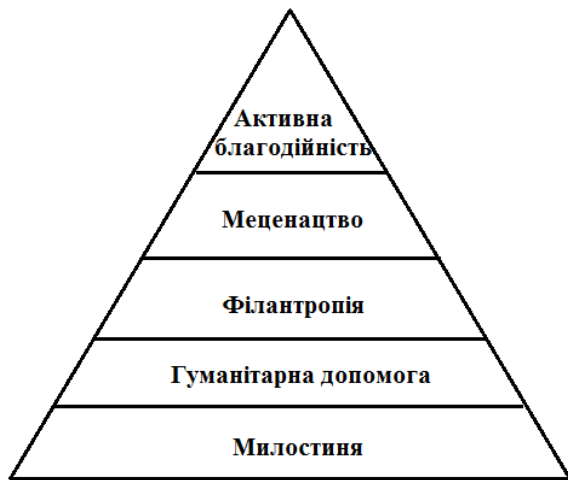 Активна
благодійність
Меценацтво
Філантропія
Гуманітарна допомога
Милостиня